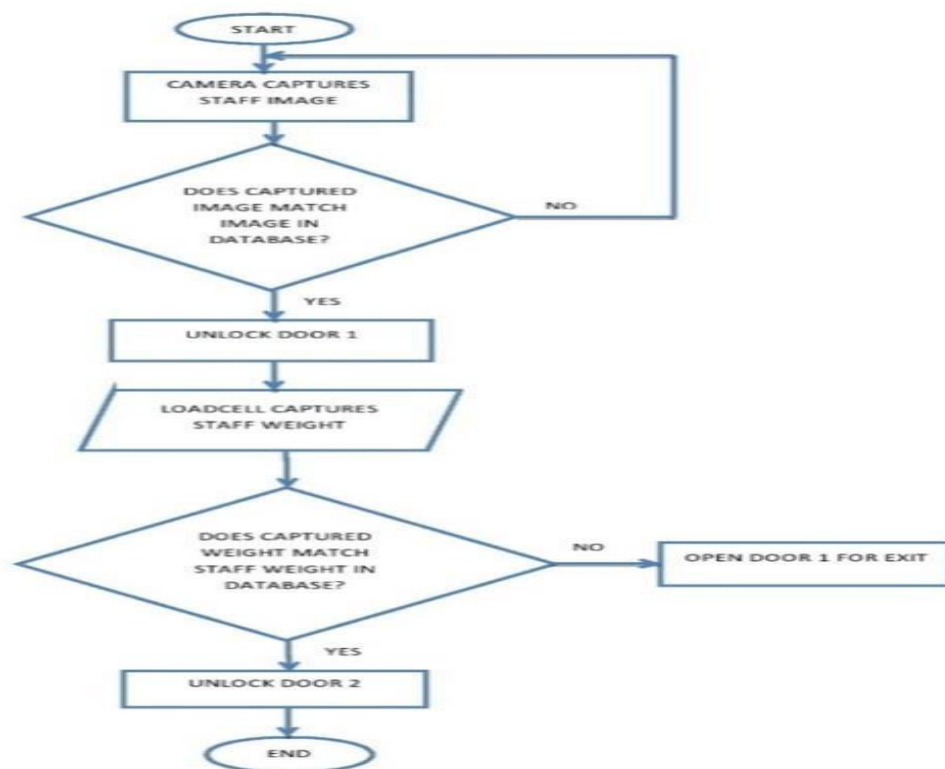 START
CAMERA CAPTURES
STAFF IMAGE
DOES CAPTURED
IMAGE MATCH
IMAGE IN
DATABASE?
NO
YES
UNLOCK DOOR 1
LOADCELL CAPTURES
STAFF WEIGHT
DOES CAPTURED
WEIGHT MATCH
STAFF WEIGHT IN
DATABASE?
NO
OPEN DOOR 1 FOR EXIT
YES
UNLOCK DOOR 2
END